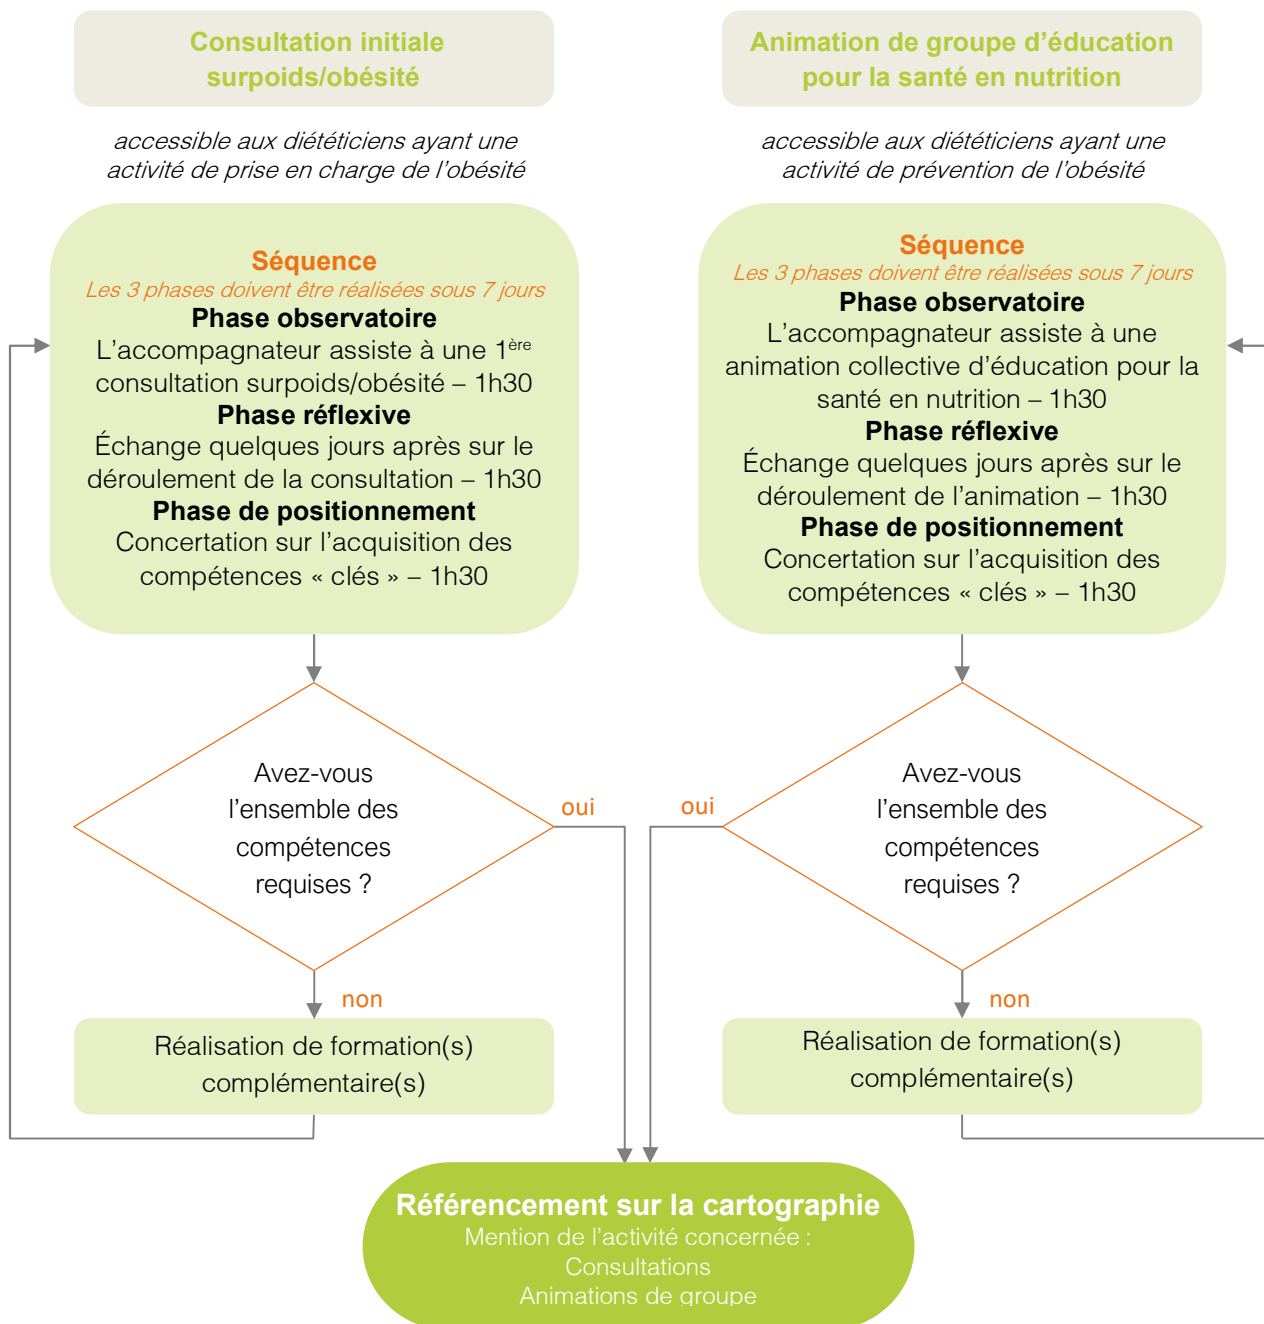 Consultation initiale
surpoids/obésité
accessible aux diététiciens ayant une
activité de prise en charge de l'obésité
Séquence
Les 3 phases doivent être réalisées sous 7 jours
Phase observatoire
L'accompagnateur assiste à une 1ère
consultation surpoids/obésité – 1h30
Phase réflexive
Échange quelques jours après sur le
déroulement de la consultation – 1h30
Phase de positionnement
Concertation sur l'acquisition des
compétences « clés » – 1h30
Avez-vous
l'ensemble des
compétences
requises ?
oui
non
Réalisation de formation(s)
complémentaire(s)
Animation de groupe d'éducation
pour la santé en nutrition
accessible aux diététiciens ayant une
activité de prévention de l'obésité
Séquence
Les 3 phases doivent être réalisées sous 7 jours
Phase observatoire
L'accompagnateur assiste à une
animation collective d'éducation pour la
santé en nutrition – 1h30
Phase réflexive
Échange quelques jours après sur le
déroulement de l'animation – 1h30
Phase de positionnement
Concertation sur l'acquisition des
compétences « clés » – 1h30
Avez-vous
l'ensemble des
compétences
requises ?
oui
non
Réalisation de formation(s)
complémentaire(s)
Référencement sur la cartographie
Mention de l'activité concernée :
Consultations
Animations de groupe